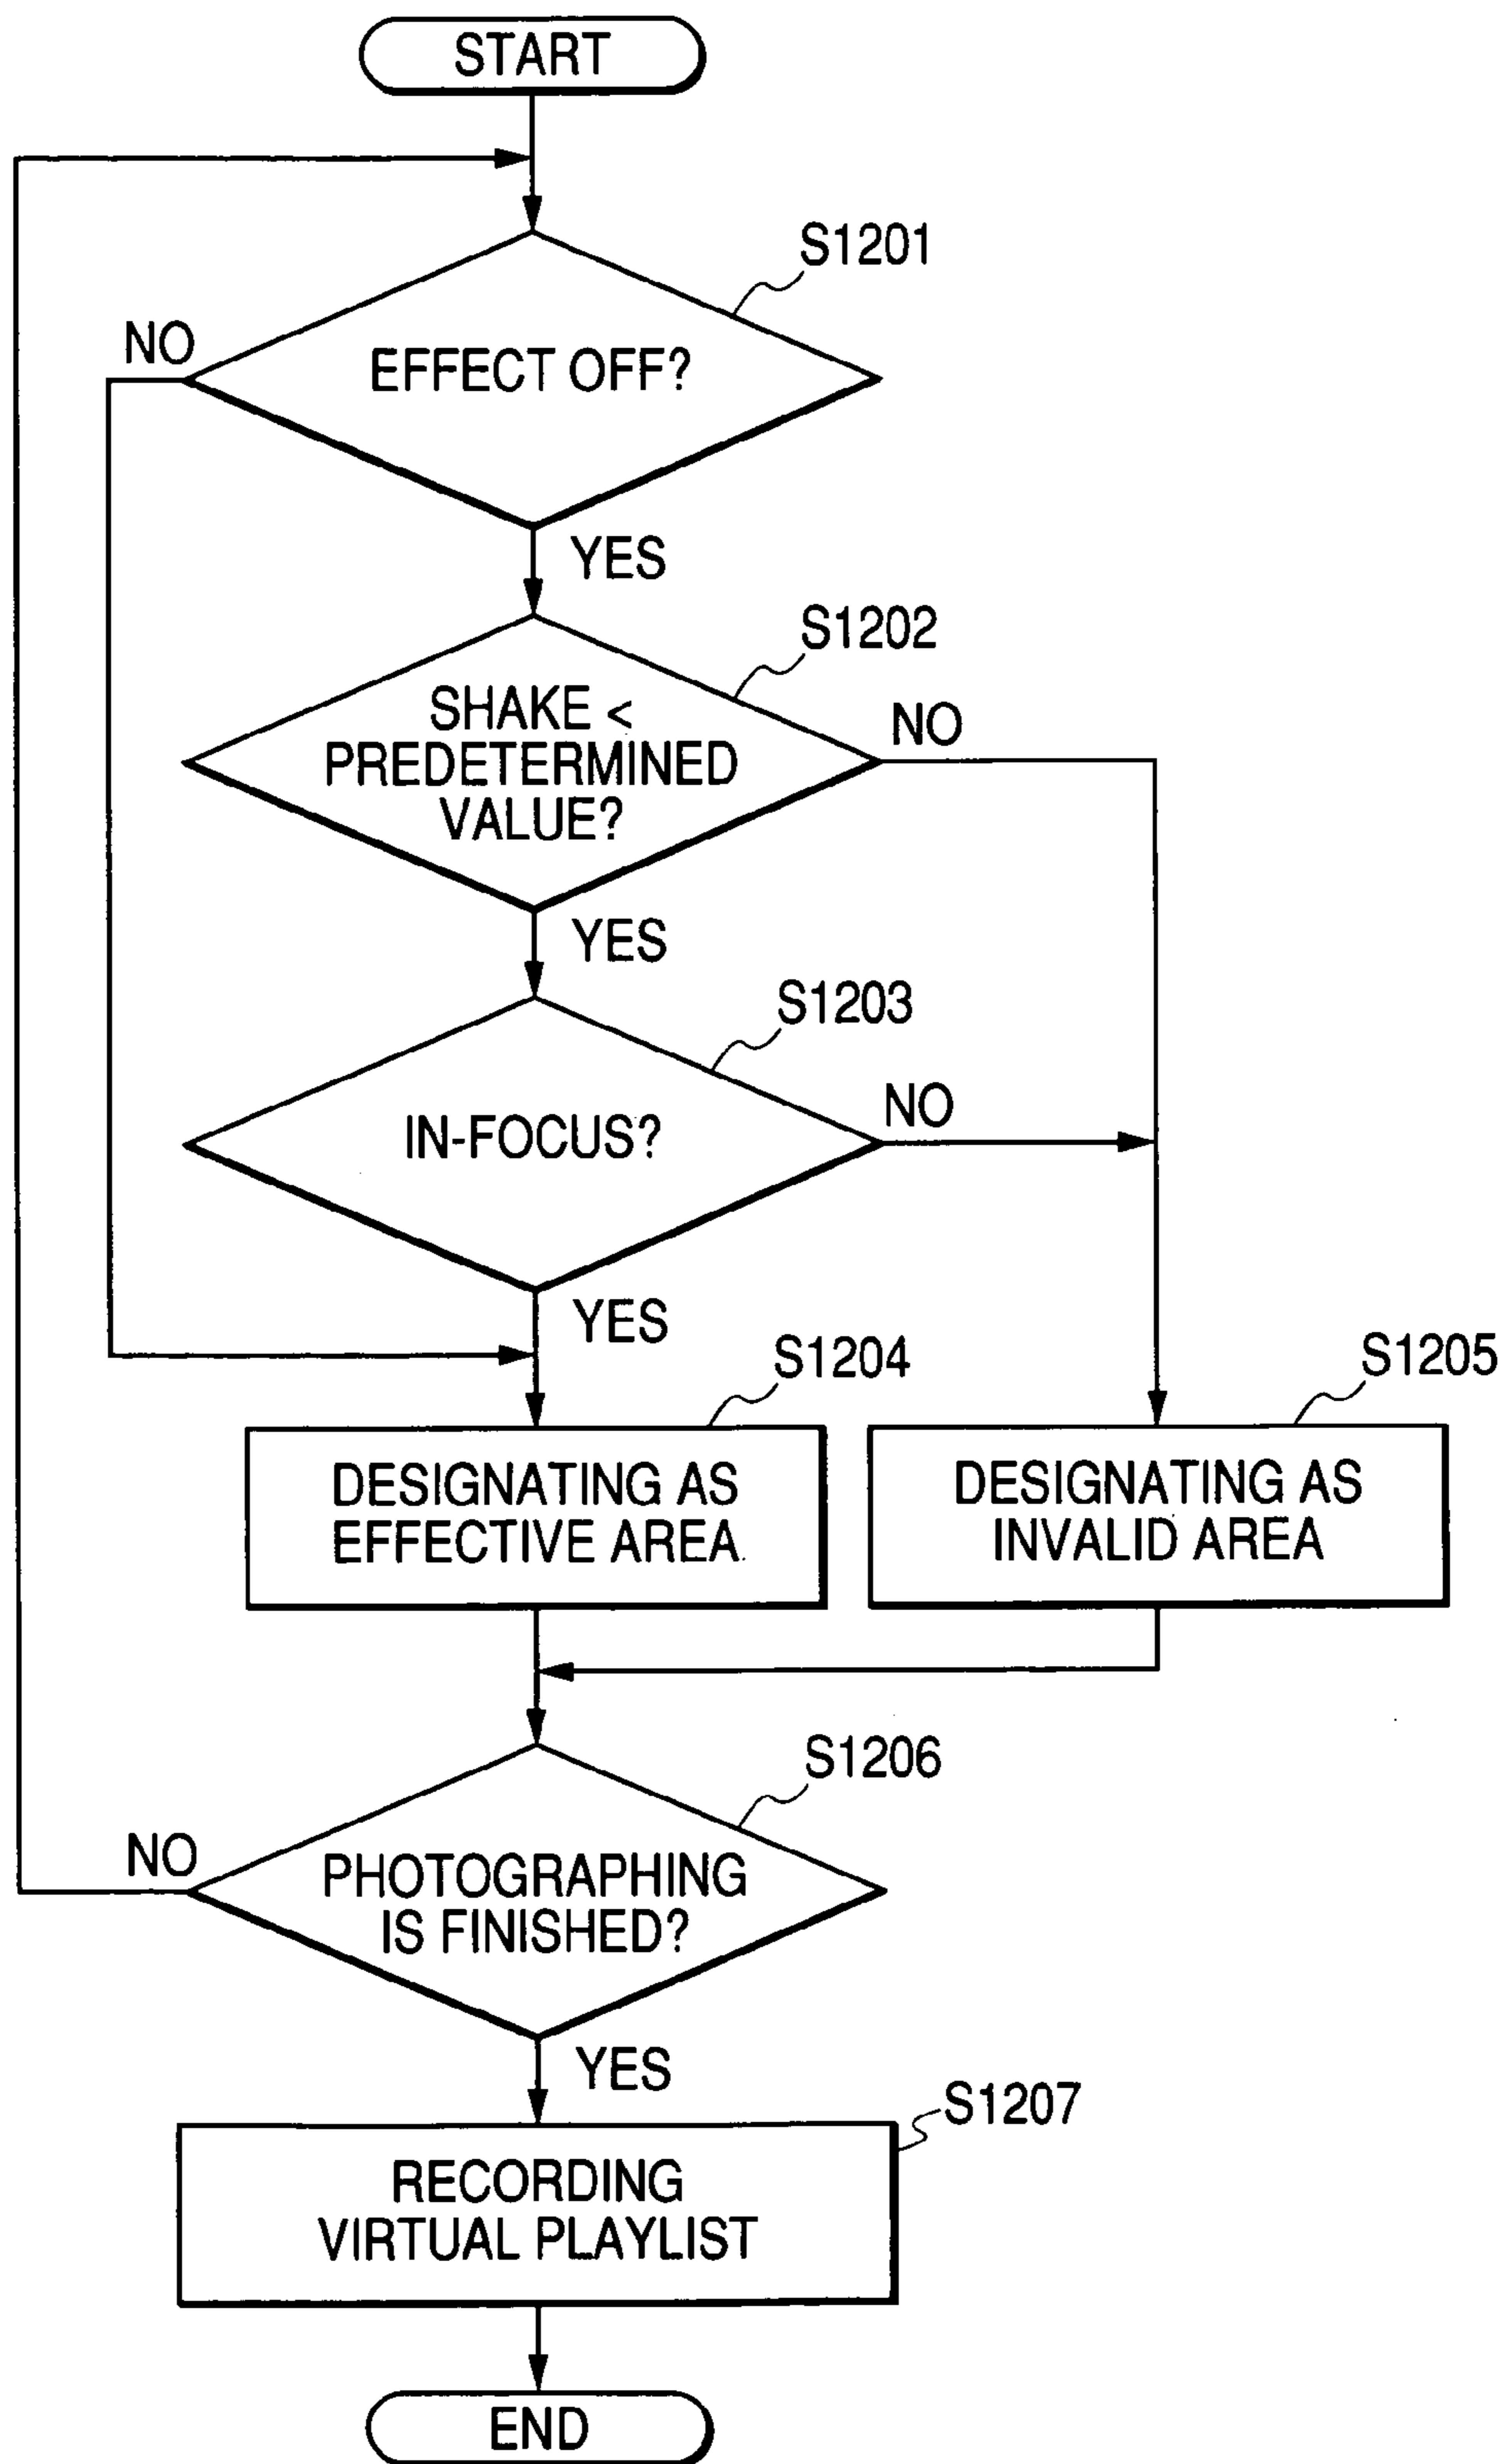 START
S1201
NO
EFFECT OFF?
YES
S1202
SHAKE <
PREDETERMINED
VALUE?
NO
YES
S1203
IN-FOCUS?
NO
YES
S1204
S1205
DESIGNATING AS
EFFECTIVE AREA
DESIGNATING AS
INVALID AREA
S1206
NO
PHOTOGRAPHING
IS FINISHED?
YES
S1207
RECORDING
VIRTUAL PLAYLIST
END